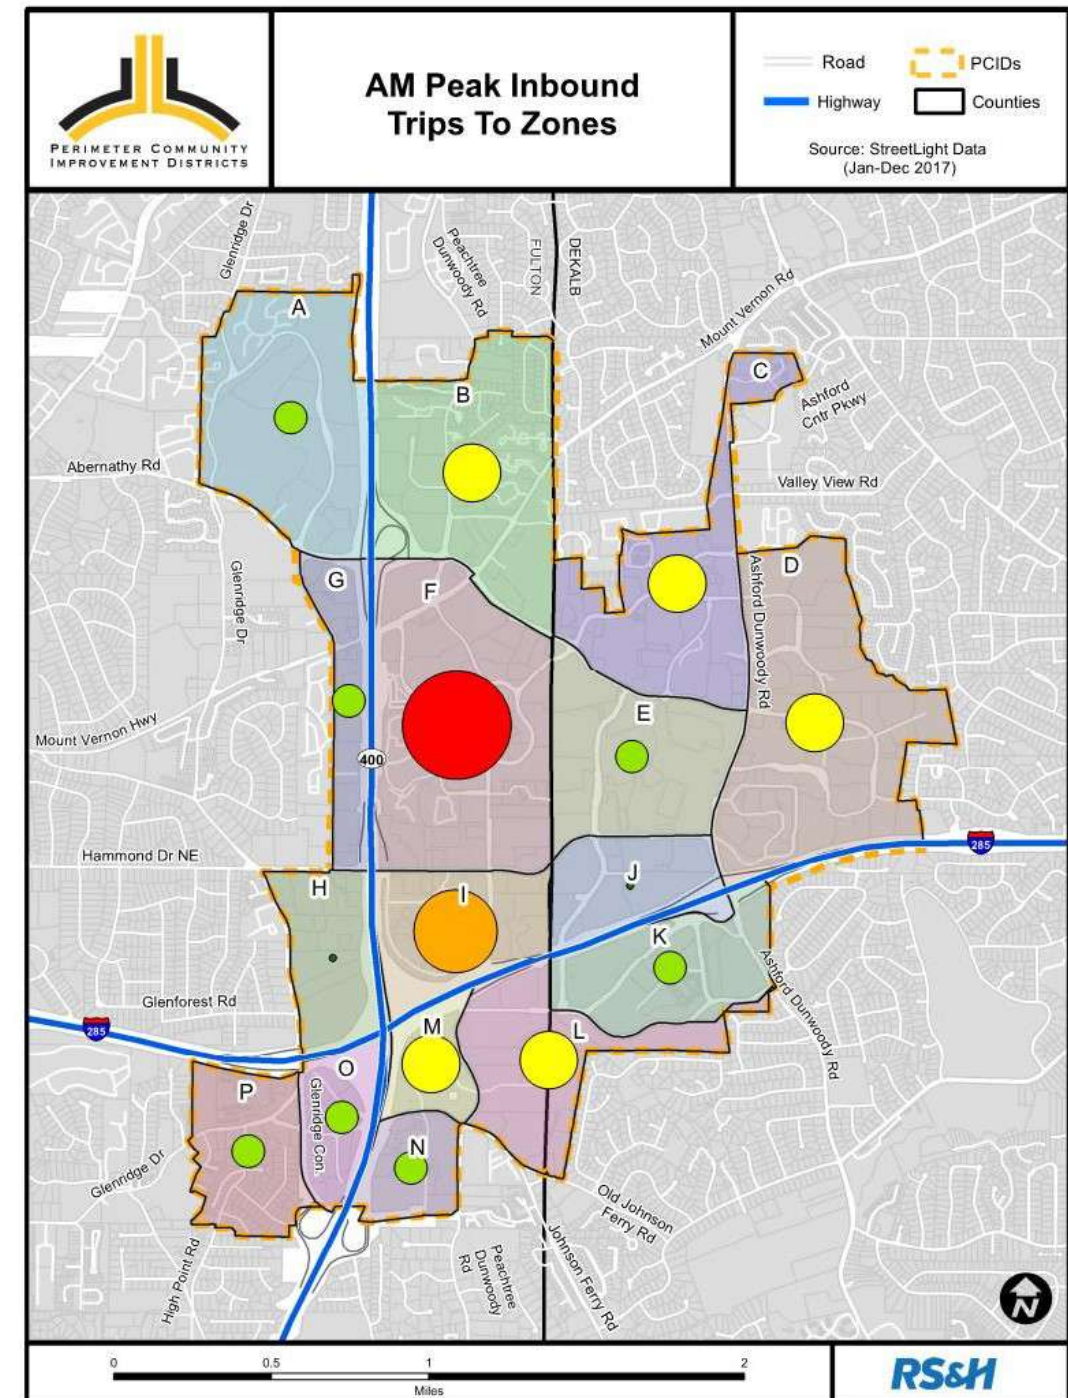 PERIMETER COMMUNITY
IMPROVEMENT DISTRICTS
AM Peak Inbound
Trips To Zones
Road
PCIDs
Highway
Counties
Source: StreetLight Data
(Jan-Dec 2017)
Glenridge Dr
Peachtree
Dunwoody Rd
FULTON
DEKALB
Mount Vernon Rd
A
B
C
Ashford
Cntr Pkwy
Abernathy Rd
Valley View Rd
Glenridge Dr
G
F
Ashford Dunwoody Rd
D
E
Mount Vernon Hwy
400
Hammond Dr NE
285
H
I
J
K
Glenforest Rd
Ashford Dunwoody Rd
285
M
L
O
P
Glenridge Con.
N
Glenridge Dr
High Point Rd
Old Johnson
Ferry Rd
Johnson Ferry Rd
Peachtree
Dunwoody
Rd
N
0
0.5
1
2
Miles
RS&H